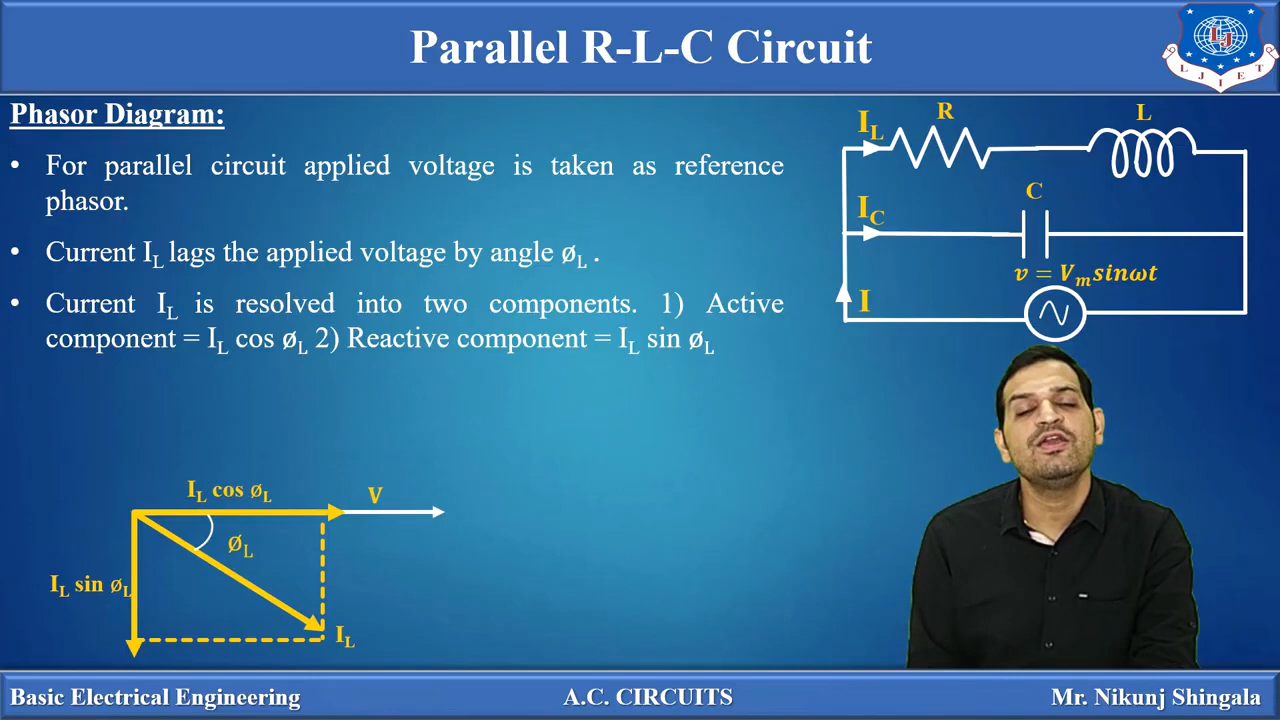 Parallel R-L-C Circuit
LJ
L J I E T
Phasor Diagram:
• For parallel circuit applied voltage is taken as reference
phasor.
• Current I_L lags the applied voltage by angle ø_L .
• Current I_L is resolved into two components. 1) Active
component = I_L cos ø_L 2) Reactive component = I_L sin ø_L
I_L R L
I_C C
v = V_m sinωt
I
I_L cos ø_L V
Ø_L
I_L sin ø_L
I_L
Basic Electrical Engineering A.C. CIRCUITS Mr. Nikunj Shingala